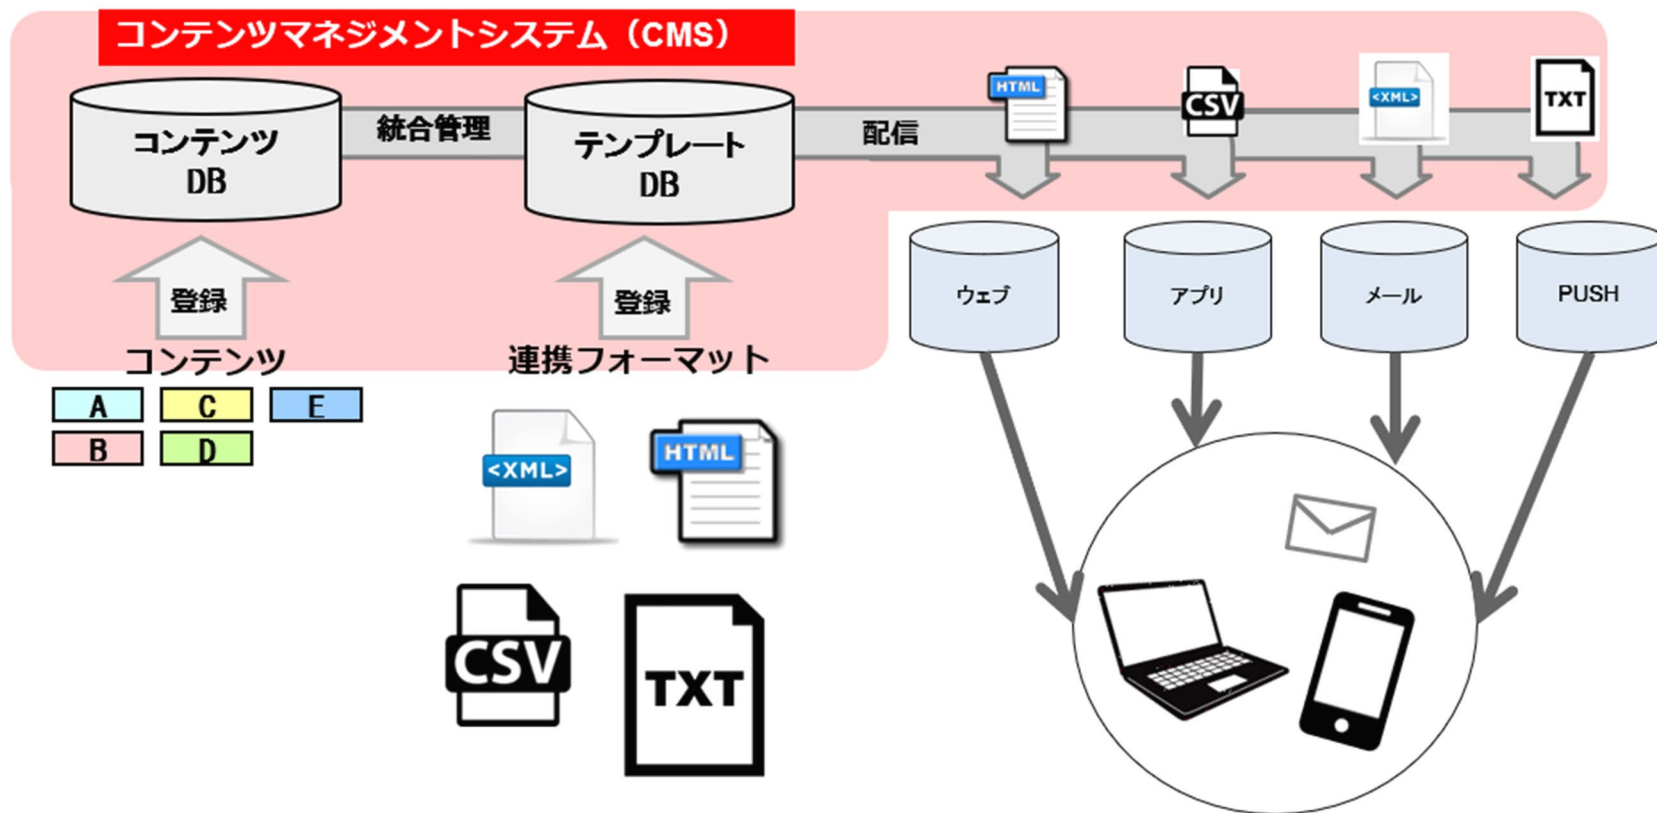 コンテンツマネジメントシステム（CMS）
コンテンツ
DB
統合管理
テンプレート
DB
配信
HTML
CSV
<XML>
TXT
登録
登録
ウェブ
アプリ
メール
PUSH
コンテンツ
連携フォーマット
A
C
E
B
D
<XML>
HTML
CSV
TXT